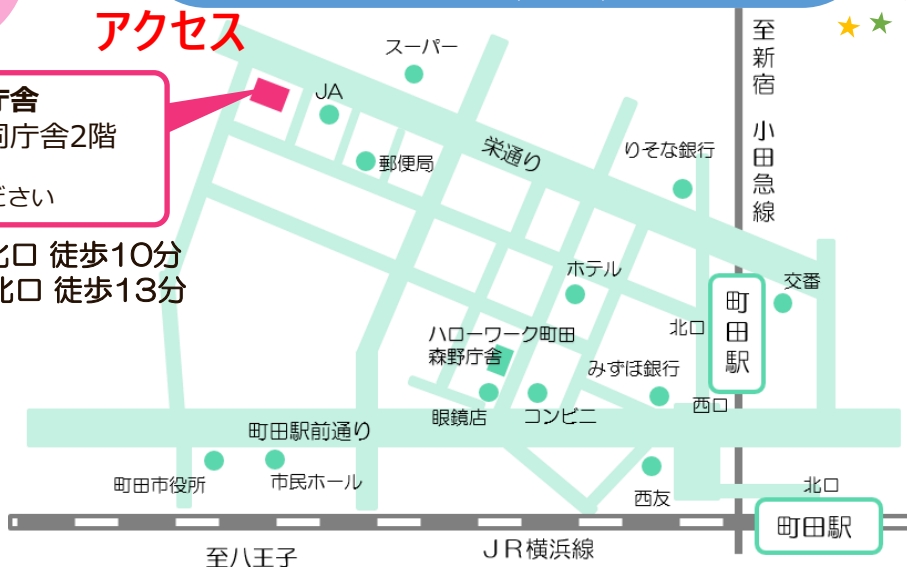 アクセス
庁舎
同庁舎2階
ださい
北口 徒歩10分
北口 徒歩13分
スーパー
JA
郵便局
栄通り
りそな銀行
至新宿 小田急線
ホテル
交番
北口
町田駅
ハローワーク町田
森野庁舎
みずほ銀行
西口
眼鏡店
コンビニ
町田駅前通り
町田市役所
市民ホール
西友
北口
町田駅
至八王子
JR横浜線